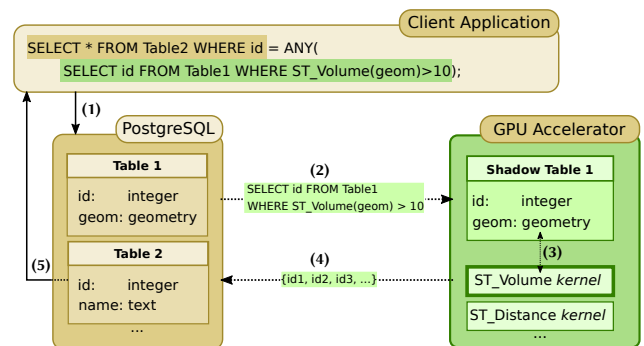 Client Application
SELECT * FROM Table2 WHERE id = ANY(
SELECT id FROM Table1 WHERE ST_Volume(geom)>10);
(1)
PostgreSQL
Table 1
id: integer
geom: geometry
Table 2
id: integer
name: text
...
(2)
SELECT id FROM Table1
WHERE ST_Volume(geom) > 10
(4)
{id1, id2, id3, ...}
(5)
GPU Accelerator
Shadow Table 1
id: integer
geom: geometry
(3)
ST_Volume kernel
ST_Distance kernel
...